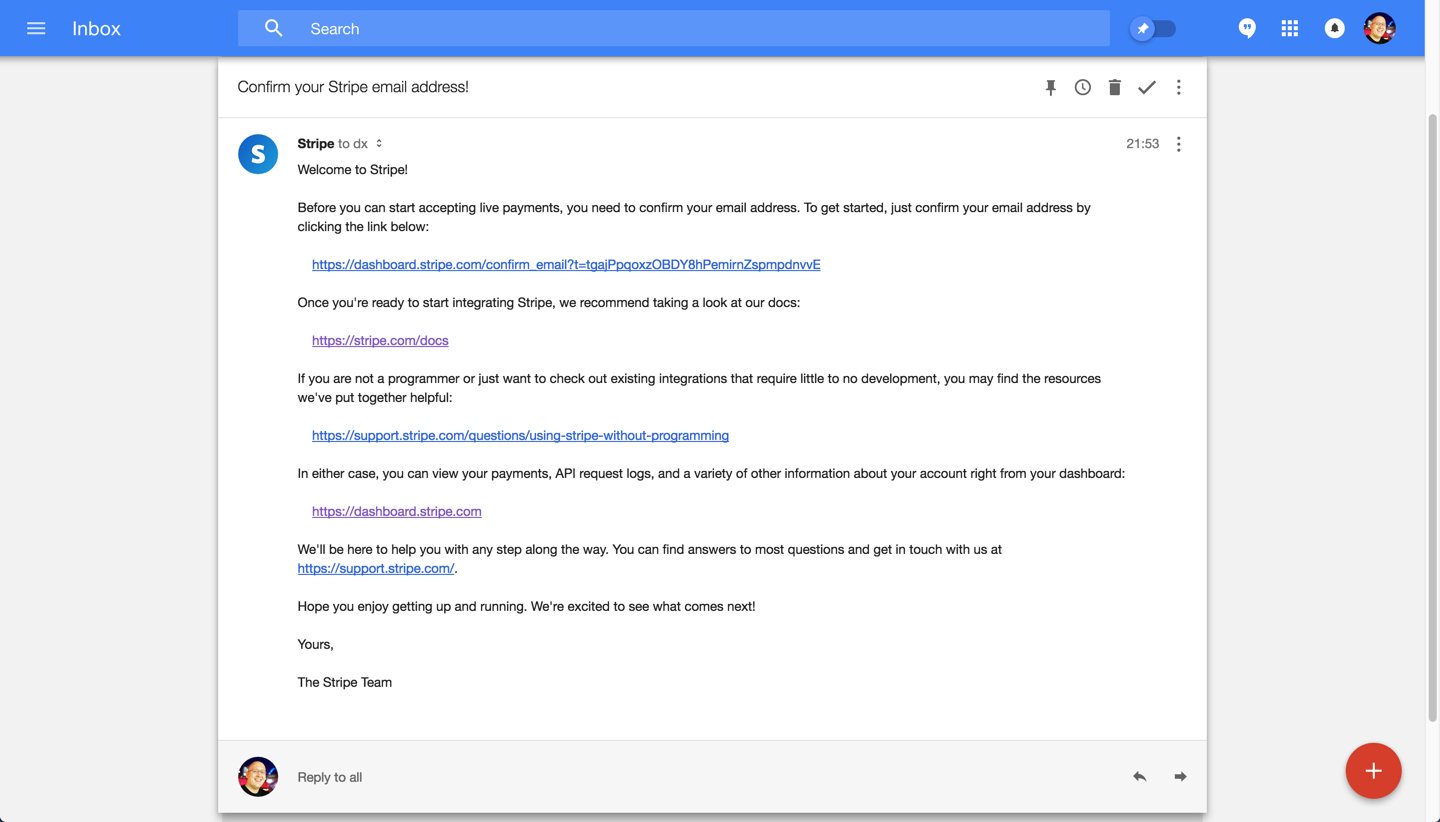 Inbox
Search
Confirm your Stripe email address!
S
Stripe to dx
21:53
Welcome to Stripe!
Before you can start accepting live payments, you need to confirm your email address. To get started, just confirm your email address by
clicking the link below:
https://dashboard.stripe.com/confirm_email?t=tgajPpqoxzOBDY8hPemirnZspmpdnvvE
Once you're ready to start integrating Stripe, we recommend taking a look at our docs:
https://stripe.com/docs
If you are not a programmer or just want to check out existing integrations that require little to no development, you may find the resources
we've put together helpful:
https://support.stripe.com/questions/using-stripe-without-programming
In either case, you can view your payments, API request logs, and a variety of other information about your account right from your dashboard:
https://dashboard.stripe.com
We'll be here to help you with any step along the way. You can find answers to most questions and get in touch with us at
https://support.stripe.com/.
Hope you enjoy getting up and running. We're excited to see what comes next!
Yours,
The Stripe Team
Reply to all